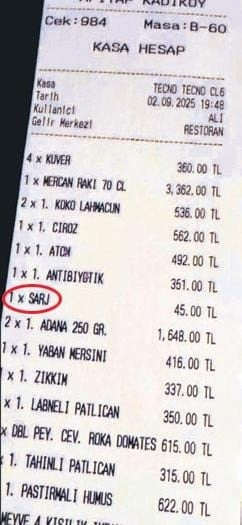 KADIKÖY
Çek:984 Masa:B-60
KASA HESAP
Kasa TECNO TECNO CL6
Tarih 02.09.2025 19:48
Kullanici ALI
Gelir Merkezi RESTORAN
4 x KUVER 360.00 TL
1 x MERCAN RAKI 70 CL 3,362.00 TL
2 x 1. KOKO LAHMACUN 536.00 TL
1 x 1. CIROZ 562.00 TL
1 x 1. ATOM 492.00 TL
1 x 1. ANTIBIYOTIK 351.00 TL
1 x SARJ 45.00 TL
2 x 1. ADANA 250 GR. 1,648.00 TL
1 x 1. YABAN MERSINI 416.00 TL
x 1. ZIKKIM 337.00 TL
x 1. LABNELI PATLICAN 350.00 TL
x DBL PEY. CEV. ROKA DOMATES 615.00 TL
x 1. TAHINLI PATLICAN 315.00 TL
1. PASTIRMALI HUMUS 622.00 TL
MEYVE 4 KISILIK